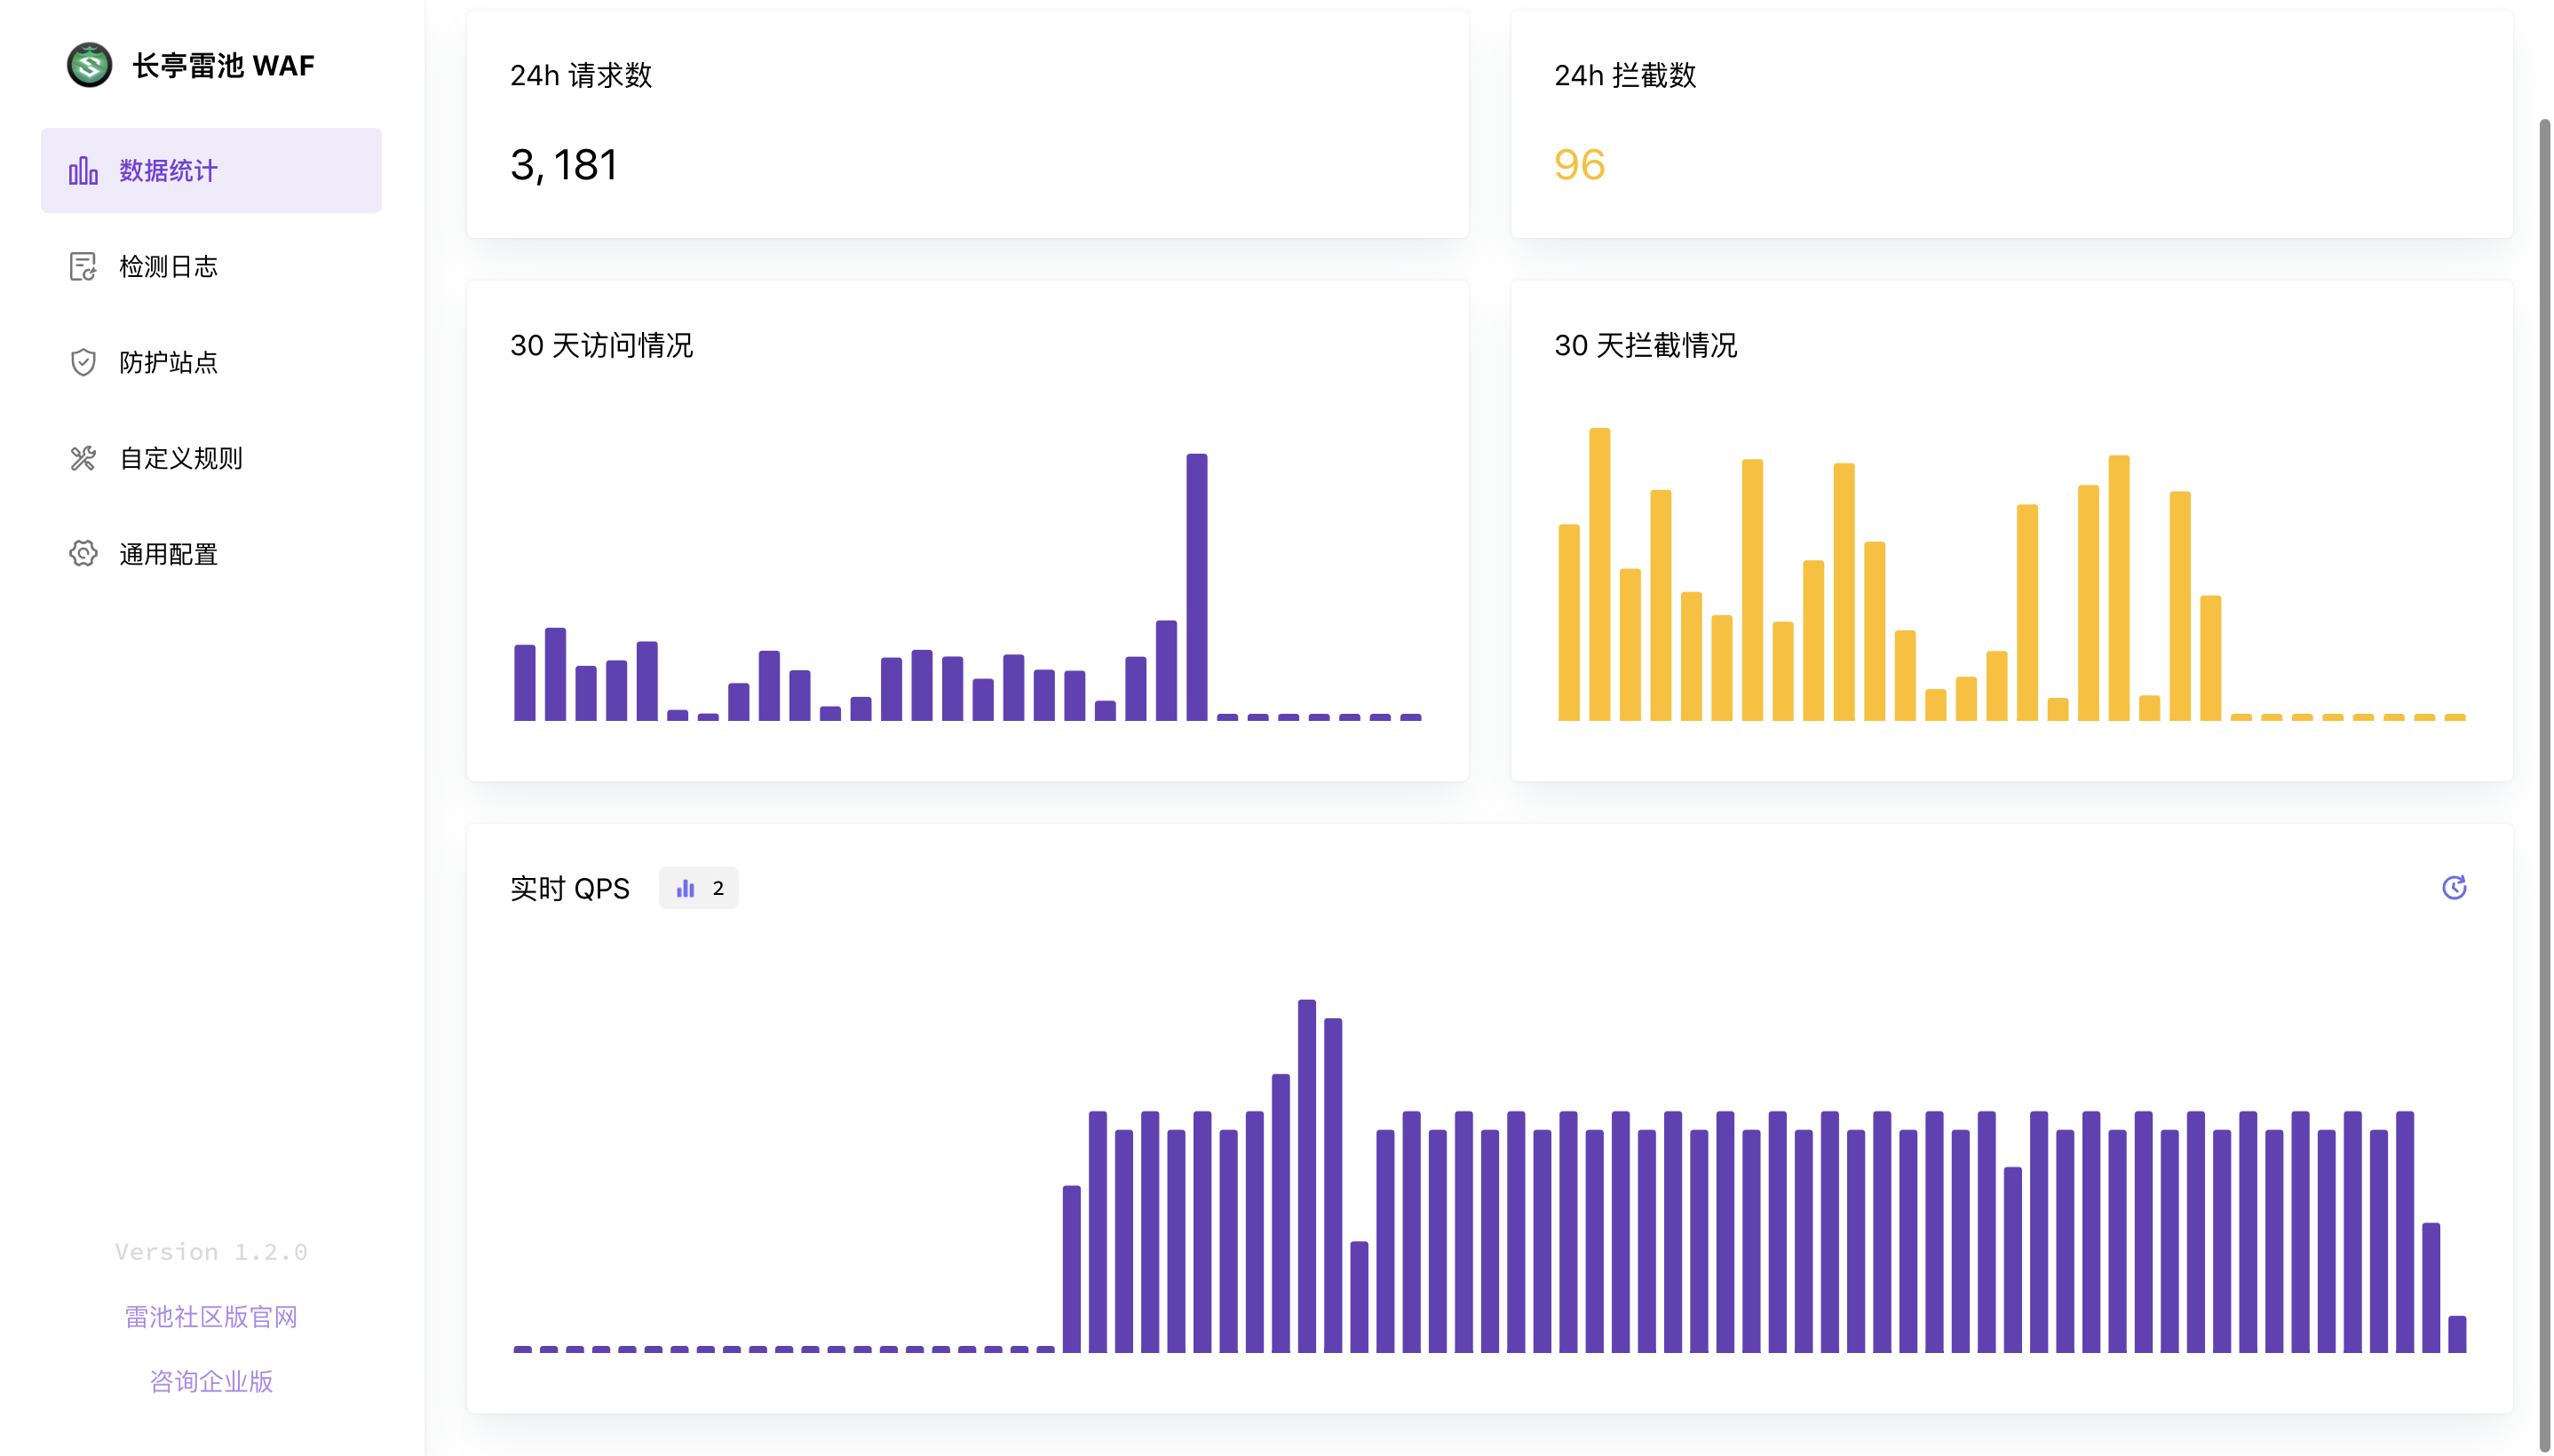 长亭雷池 WAF
数据统计
检测日志
防护站点
自定义规则
通用配置
Version 1.2.0
雷池社区版官网
咨询企业版
24h 请求数
3,181
24h 拦截数
96
30 天访问情况
30 天拦截情况
实时 QPS
2